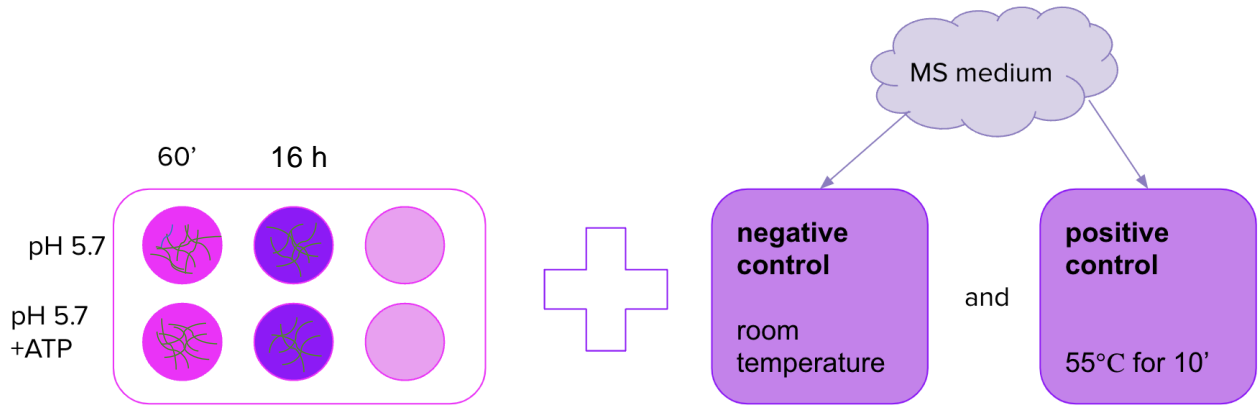 MS medium
60’ 16 h
pH 5.7
pH 5.7
+ATP
negative
control
room
temperature
and
positive
control
55°C for 10’